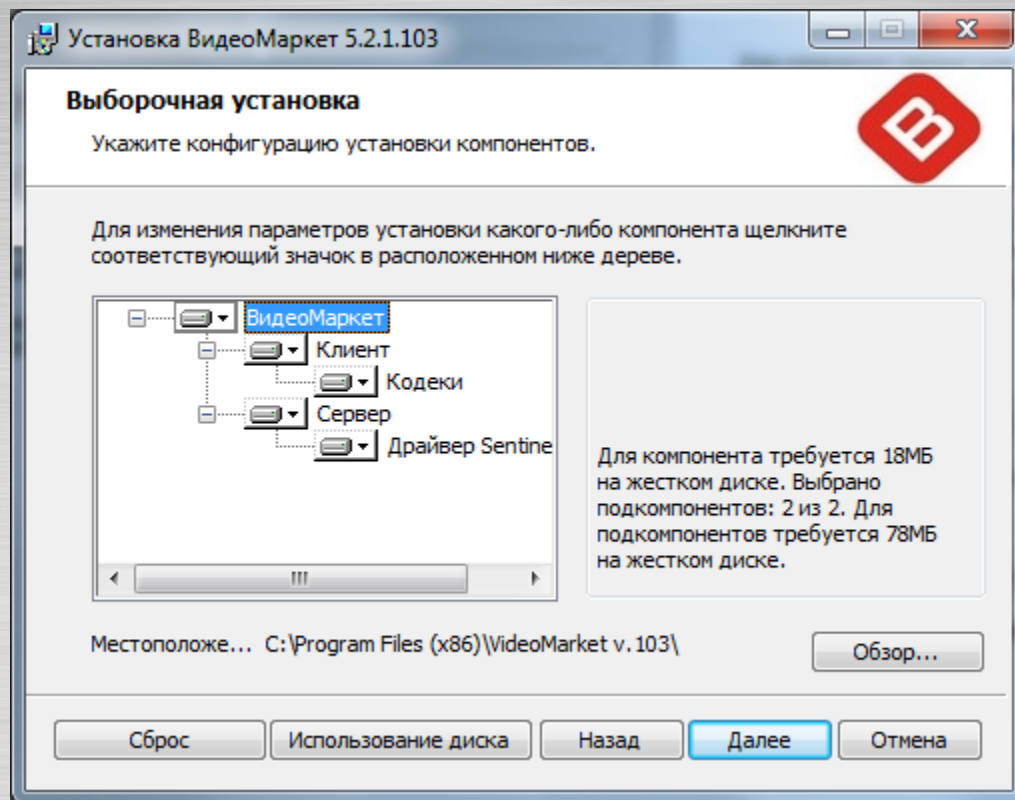 Установка ВидеоМаркет 5.2.1.103
Выборочная установка
Укажите конфигурацию установки компонентов.
В
Для изменения параметров установки какого-либо компонента щелкните
соответствующий значок в расположенном ниже дереве.
ВидеоМаркет
Клиент
Кодеки
Сервер
Драйвер Sentine
Для компонента требуется 18МБ
на жестком диске. Выбрано
подкомпонентов: 2 из 2. Для
подкомпонентов требуется 78МБ
на жестком диске.
Местоположе... C:\Program Files (x86)\VideoMarket v.103\
Обзор...
Сброс
Использование диска
Назад
Далее
Отмена